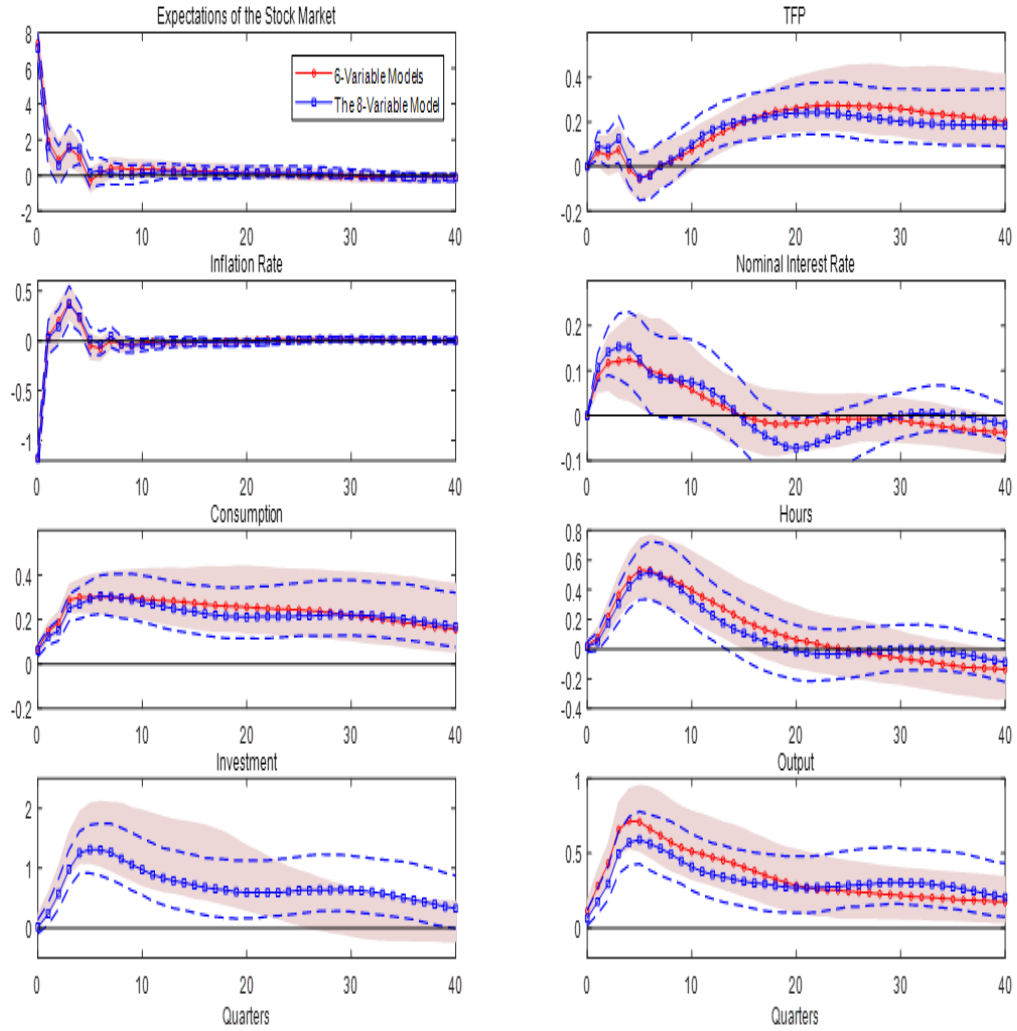 Expectations of the Stock Market
8
6
4
2
0
-2
0 10 20 30 40
6-Variable Models
The 8-Variable Model
TFP
0.4
0.2
0
-0.2
0 10 20 30 40
Inflation Rate
0.5
0
-0.5
-1
0 10 20 30 40
Nominal Interest Rate
0.2
0.1
0
-0.1
0 10 20 30 40
Consumption
0.4
0.2
0
-0.2
0 10 20 30 40
Hours
0.8
0.6
0.4
0.2
0
-0.2
-0.4
0 10 20 30 40
Investment
2
1
0
0 10 20 30 40
Quarters
Output
1
0.5
0
0 10 20 30 40
Quarters